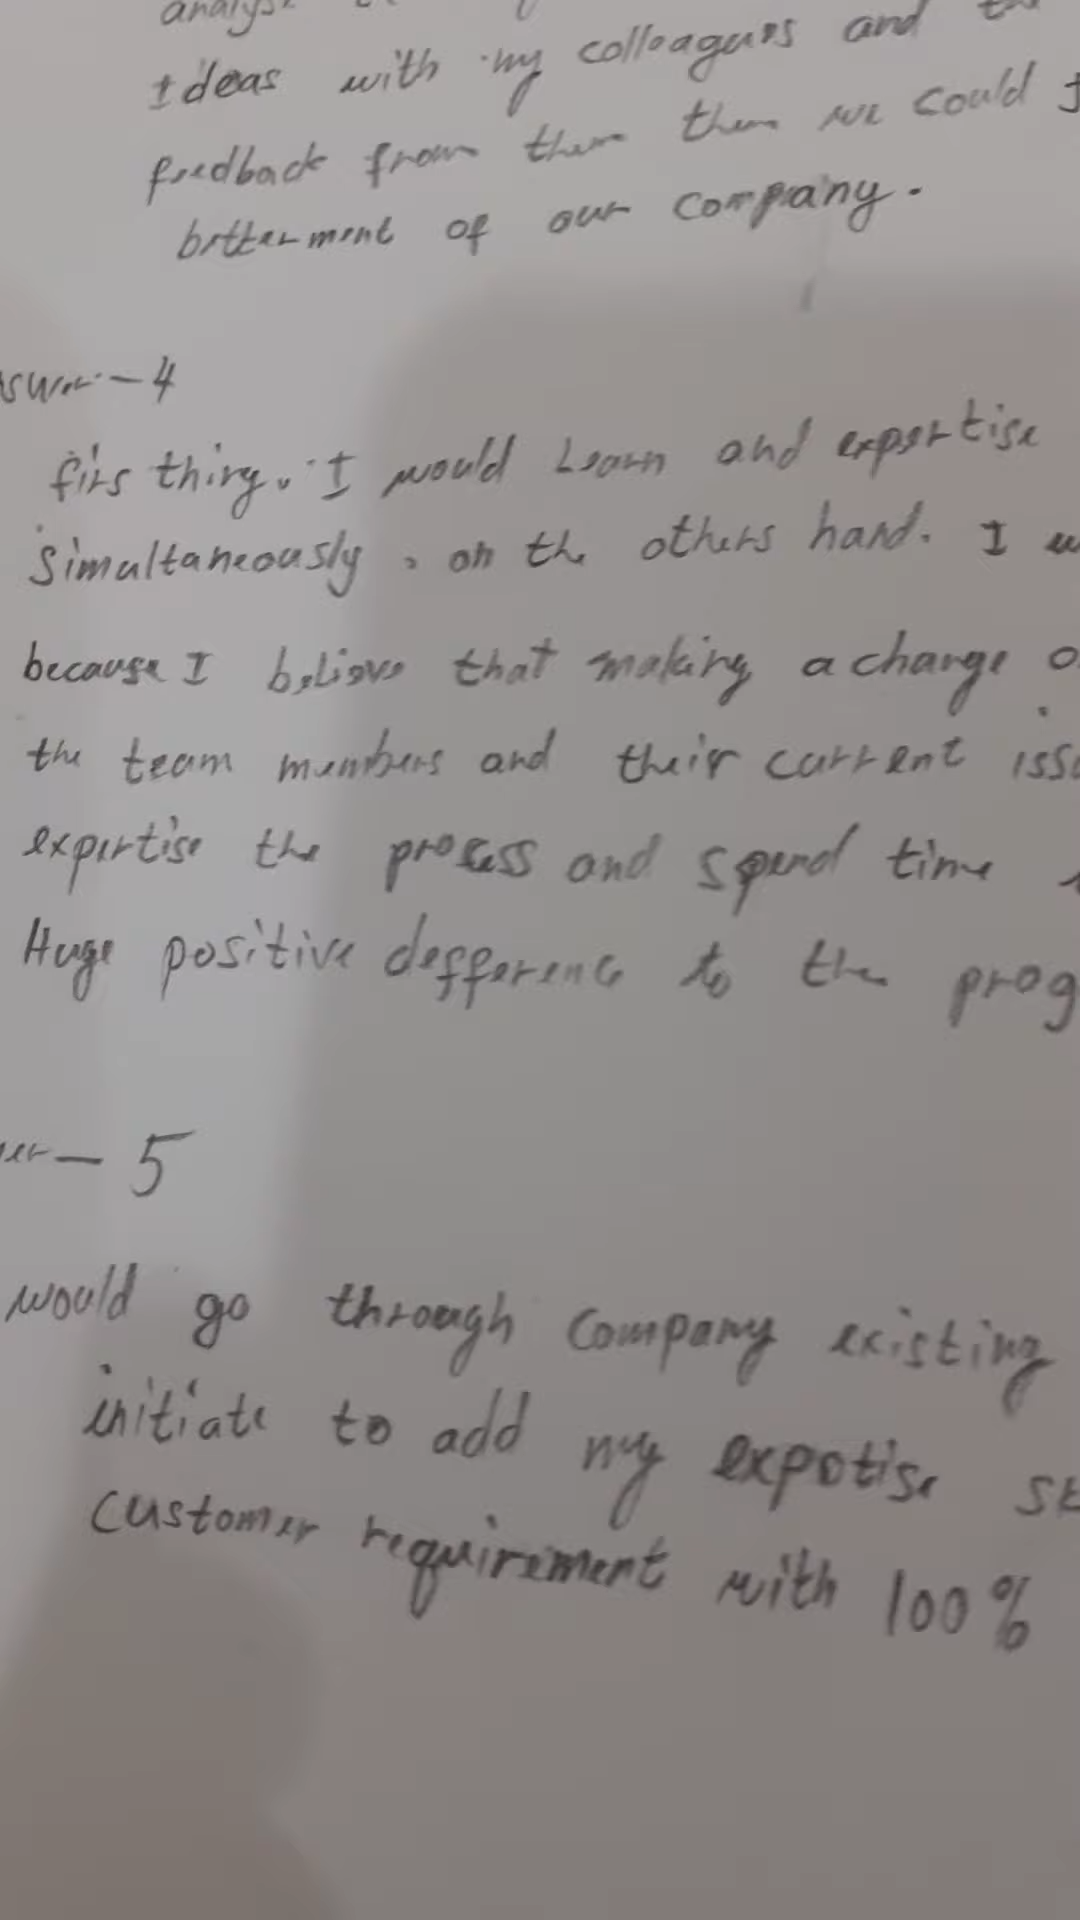 Ideas with my colleagues and
feedback from them then we could
betterment of our company.
Answer - 4
firs thing. I would Learn and expertise
simultaneously, on the others hand. I
because I believe that making a change
the team members and their current
expertise the process and spend time
Huge positive defference to the prog
- 5
would go through Company existing
initiate to add my expotise
customer requirement with 100%